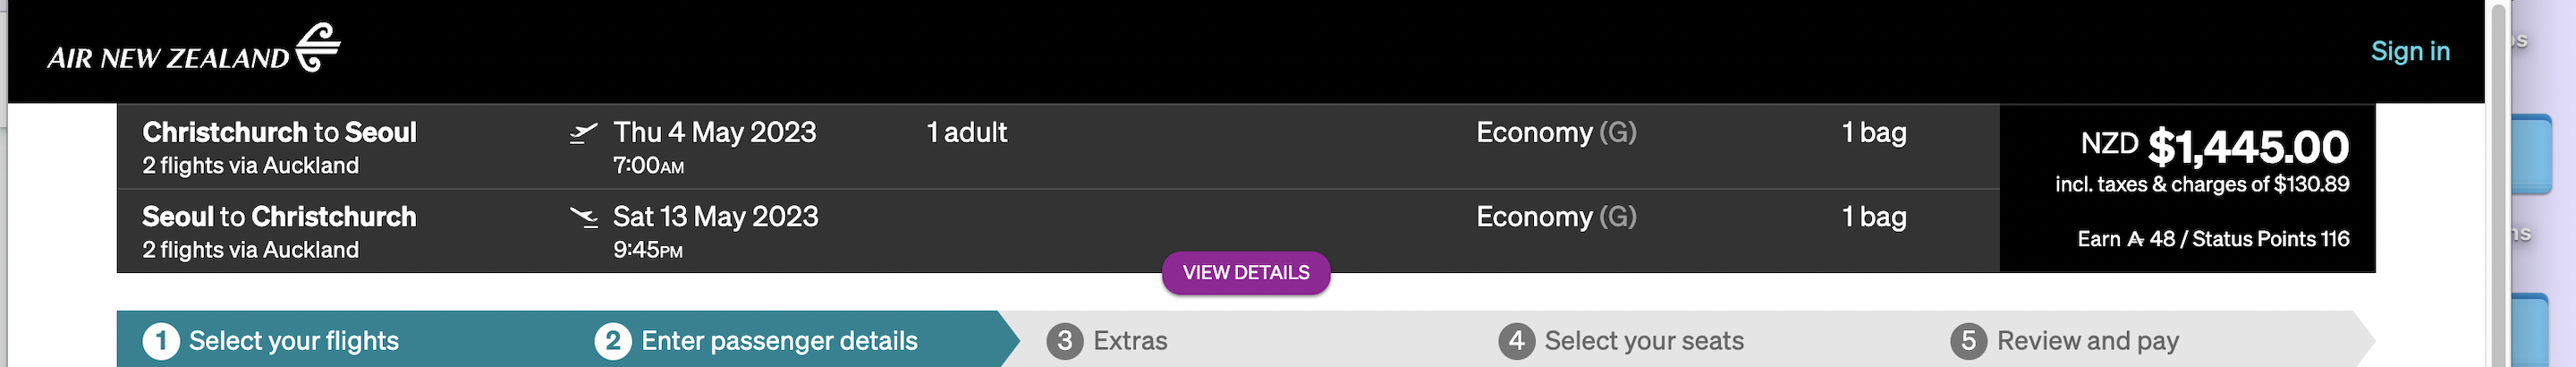 AIR NEW ZEALAND
Sign in
Christchurch to Seoul
2 flights via Auckland
Thu 4 May 2023
7:00AM
1 adult
Economy (G)
1 bag
Seoul to Christchurch
2 flights via Auckland
Sat 13 May 2023
9:45PM
Economy (G)
1 bag
NZD $1,445.00
incl. taxes & charges of $130.89
Earn A 48 / Status Points 116
VIEW DETAILS
1 Select your flights
2 Enter passenger details
3 Extras
4 Select your seats
5 Review and pay